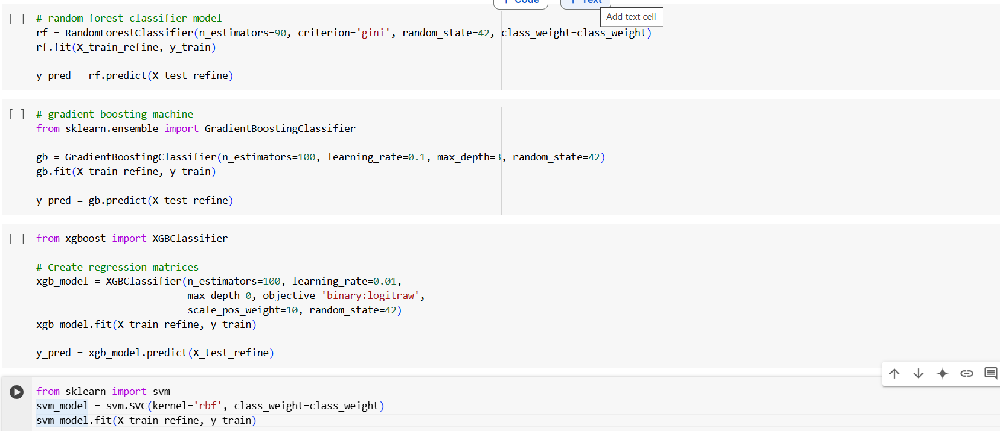 Code Text
Add text cell
[ ] # random forest classifier model
rf = RandomForestClassifier(n_estimators=90, criterion='gini', random_state=42, class_weight=class_weight)
rf.fit(X_train_refine, y_train)
y_pred = rf.predict(X_test_refine)
[ ] # gradient boosting machine
from sklearn.ensemble import GradientBoostingClassifier
gb = GradientBoostingClassifier(n_estimators=100, learning_rate=0.1, max_depth=3, random_state=42)
gb.fit(X_train_refine, y_train)
y_pred = gb.predict(X_test_refine)
[ ] from xgboost import XGBClassifier
# Create regression matrices
xgb_model = XGBClassifier(n_estimators=100, learning_rate=0.01,
max_depth=0, objective='binary:logitraw',
scale_pos_weight=10, random_state=42)
xgb_model.fit(X_train_refine, y_train)
y_pred = xgb_model.predict(X_test_refine)
from sklearn import svm
svm_model = svm.SVC(kernel='rbf', class_weight=class_weight)
svm_model.fit(X_train_refine, y_train)